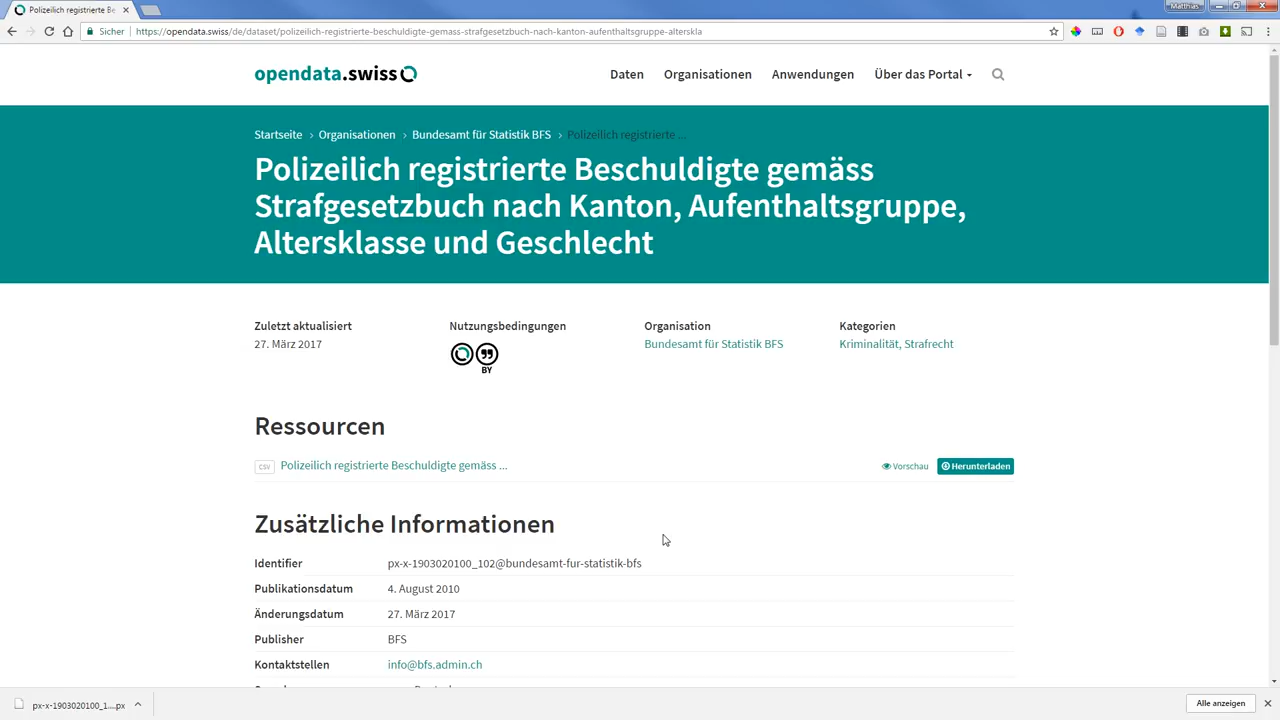 Polizeilich registrierte Be
Matthias
Sicher
https://opendata.swiss/de/dataset/polizeilich-registrierte-beschuldigte-gemass-strafgesetzbuch-nach-kanton-aufenthaltsgruppe-alterskla
opendata.swiss
Daten Organisationen Anwendungen Über das Portal
Startseite › Organisationen › Bundesamt für Statistik BFS › Polizeilich registrierte ...
Polizeilich registrierte Beschuldigte gemäss
Strafgesetzbuch nach Kanton, Aufenthaltsgruppe,
Altersklasse und Geschlecht
Zuletzt aktualisiert Nutzungsbedingungen Organisation Kategorien
27. März 2017 Bundesamt für Statistik BFS Kriminalität, Strafrecht
BY
Ressourcen
CSV Polizeilich registrierte Beschuldigte gemäss ... Vorschau Herunterladen
Zusätzliche Informationen
Identifier px-x-1903020100_102@bundesamt-fur-statistik-bfs
Publikationsdatum 4. August 2010
Änderungsdatum 27. März 2017
Publisher BFS
Kontaktstellen info@bfs.admin.ch
px-x-1903020100_1....px Alle anzeigen